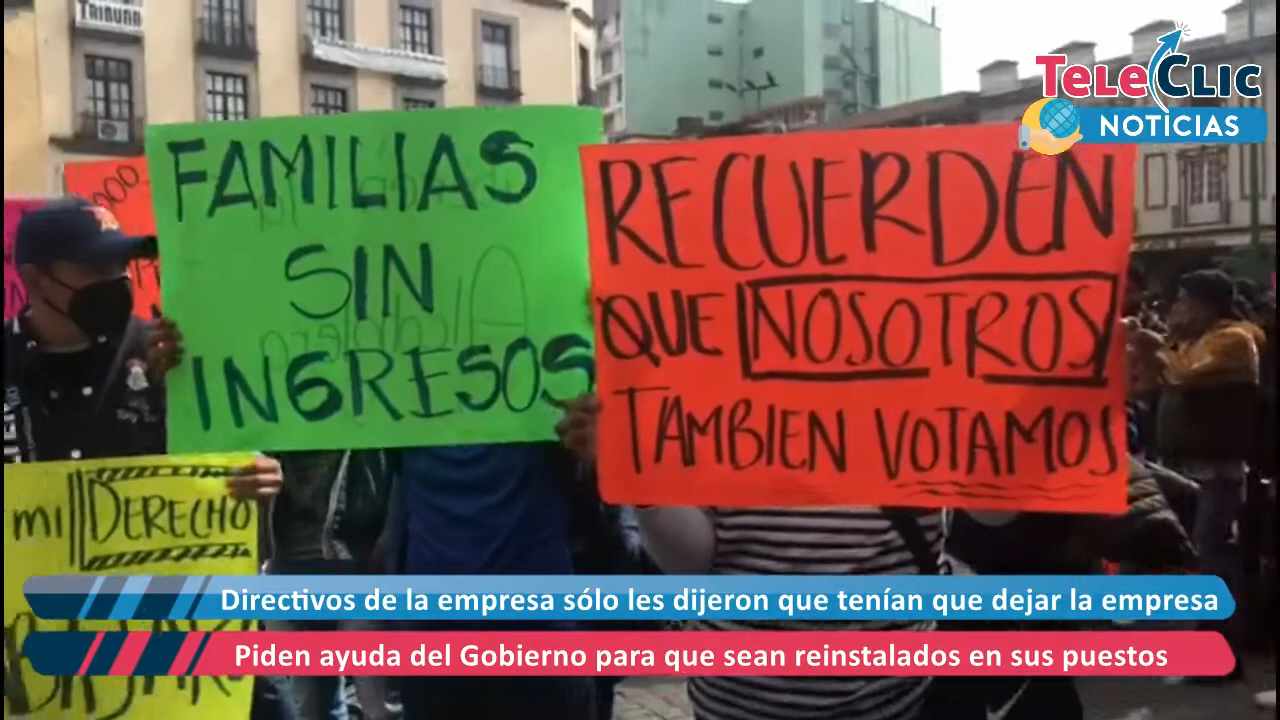 TRIBUNA
TELECLIC
NOTICIAS
FAMILIAS
SIN
INGRESOS
RECUERDEN
QUE NOSOTROS
TAMBIEN VOTAMOS
mi DERECHO
Directivos de la empresa sólo les dijeron que tenían que dejar la empresa
Piden ayuda del Gobierno para que sean reinstalados en sus puestos